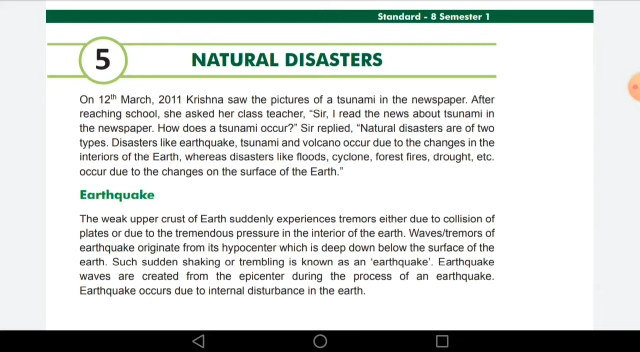 Standard - 8 Semester 1
5
NATURAL DISASTERS
On 12th March, 2011 Krishna saw the pictures of a tsunami in the newspaper. After
reaching school, she asked her class teacher, “Sir, I read the news about tsunami in
the newspaper. How does a tsunami occur?” Sir replied, “Natural disasters are of two
types. Disasters like earthquake, tsunami and volcano occur due to the changes in the
interiors of the Earth, whereas disasters like floods, cyclone, forest fires, drought, etc.
occur due to the changes on the surface of the Earth.”
Earthquake
The weak upper crust of Earth suddenly experiences tremors either due to collision of
plates or due to the tremendous pressure in the interior of the earth. Waves/tremors of
earthquake originate from its hypocenter which is deep down below the surface of the
earth. Such sudden shaking or trembling is known as an ‘earthquake’. Earthquake
waves are created from the epicenter during the process of an earthquake.
Earthquake occurs due to internal disturbance in the earth.